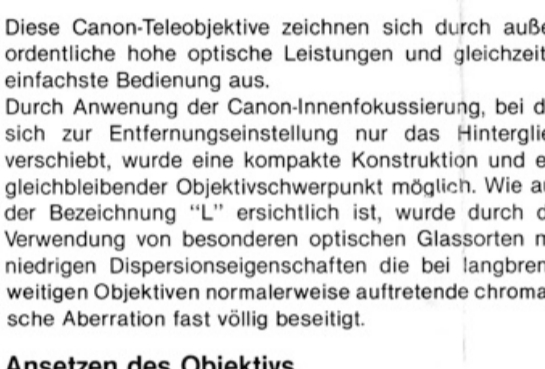 Diese Canon-Teleobjektive zeichnen sich durch auße
ordentliche hohe optische Leistungen und gleichzeit
einfachste Bedienung aus.
Durch Anwenung der Canon-Innenfokussierung, bei d
sich zur Entfernungseinstellung nur das Hinterglie
verschiebt, wurde eine kompakte Konstruktion und e
gleichbleibender Objektivschwerpunkt möglich. Wie a
der Bezeichnung “L” ersichtlich ist, wurde durch d
Verwendung von besonderen optischen Glassorten m
niedrigen Dispersionseigenschaften die bei langbren
weitigen Objektiven normalerweise auftretende chroma
sche Aberration fast völlig beseitigt.
Ansetzen des Objektivs